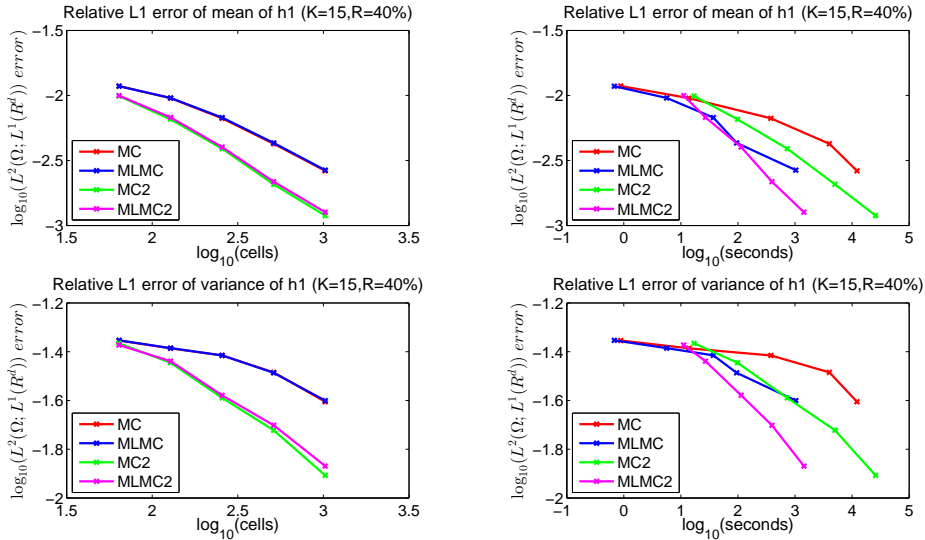 Relative L1 error of mean of h1 (K=15,R=40%)
−1.5
−2
−2.5
−3
1.5
2
2.5
3
3.5
log10(cells)
log10(L²(Ω; L¹(Rᵈ)) error)
MC
MLMC
MC2
MLMC2
Relative L1 error of mean of h1 (K=15,R=40%)
−1.5
−2
−2.5
−3
−1
0
1
2
3
4
5
log10(seconds)
log10(L²(Ω; L¹(Rᵈ)) error)
MC
MLMC
MC2
MLMC2
Relative L1 error of variance of h1 (K=15,R=40%)
−1.2
−1.4
−1.6
−1.8
−2
1.5
2
2.5
3
3.5
log10(cells)
log10(L²(Ω; L¹(Rᵈ)) error)
MC
MLMC
MC2
MLMC2
Relative L1 error of variance of h1 (K=15,R=40%)
−1.2
−1.4
−1.6
−1.8
−2
−1
0
1
2
3
4
5
log10(seconds)
log10(L²(Ω; L¹(Rᵈ)) error)
MC
MLMC
MC2
MLMC2